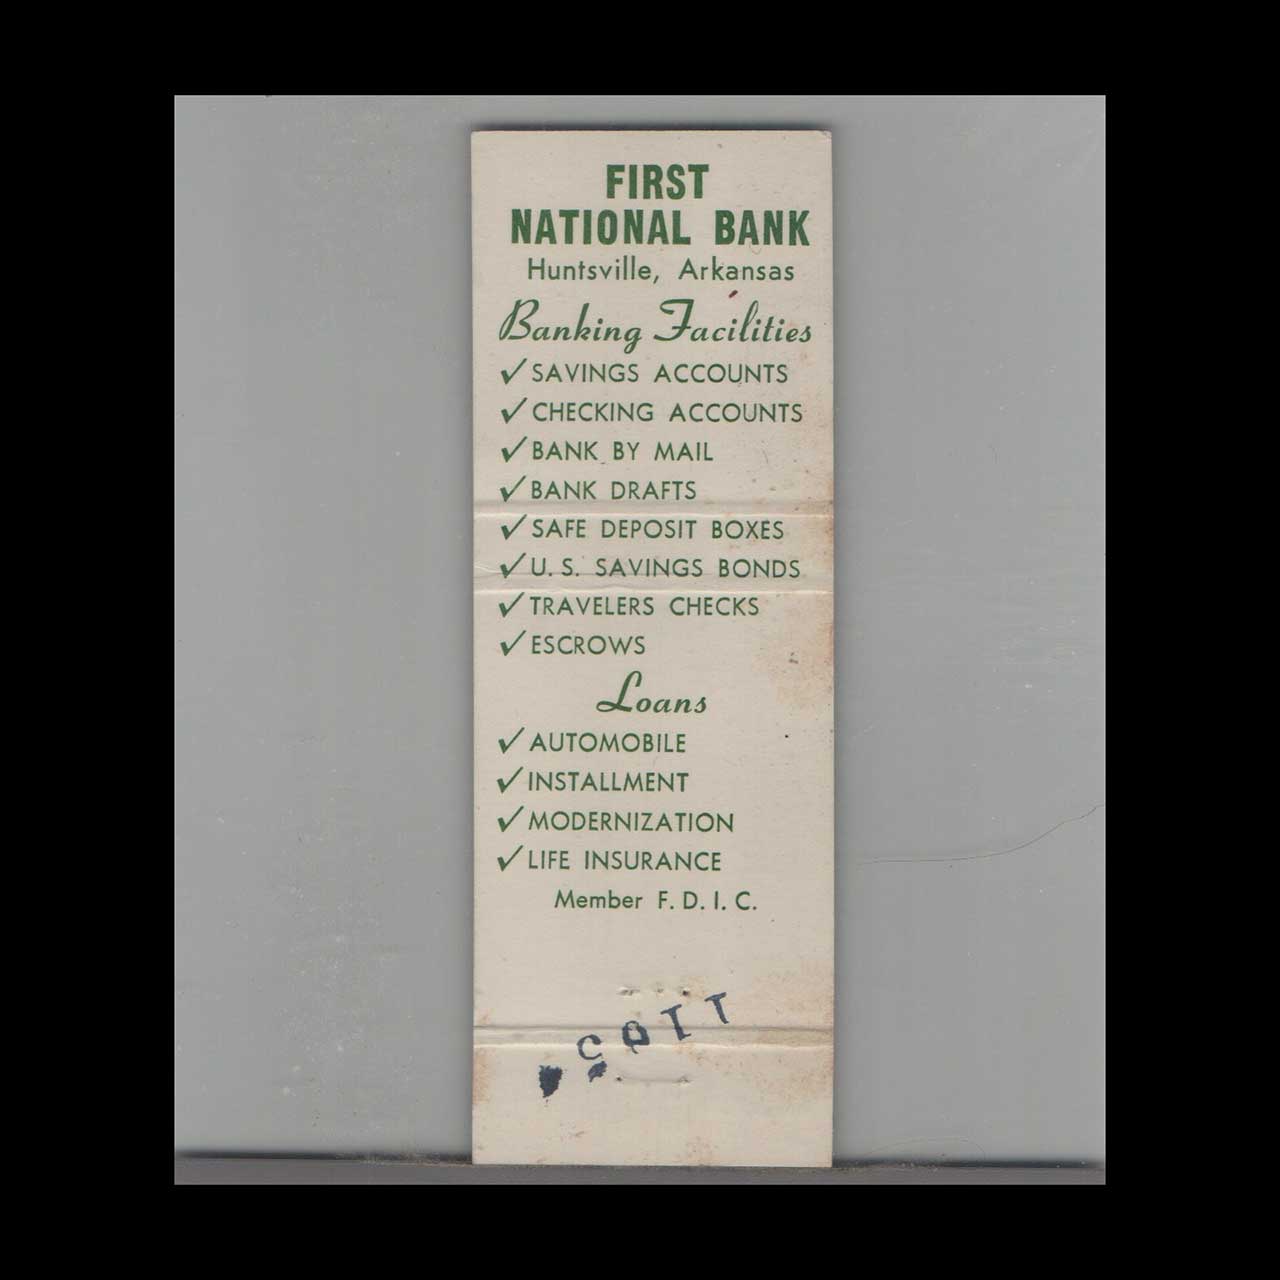 FIRST
NATIONAL BANK
Huntsville, Arkansas
Banking Facilities
✓ SAVINGS ACCOUNTS
✓ CHECKING ACCOUNTS
✓ BANK BY MAIL
✓ BANK DRAFTS
✓ SAFE DEPOSIT BOXES
✓ U. S. SAVINGS BONDS
✓ TRAVELERS CHECKS
✓ ESCROWS
Loans
✓ AUTOMOBILE
✓ INSTALLMENT
✓ MODERNIZATION
✓ LIFE INSURANCE
Member F. D. I. C.